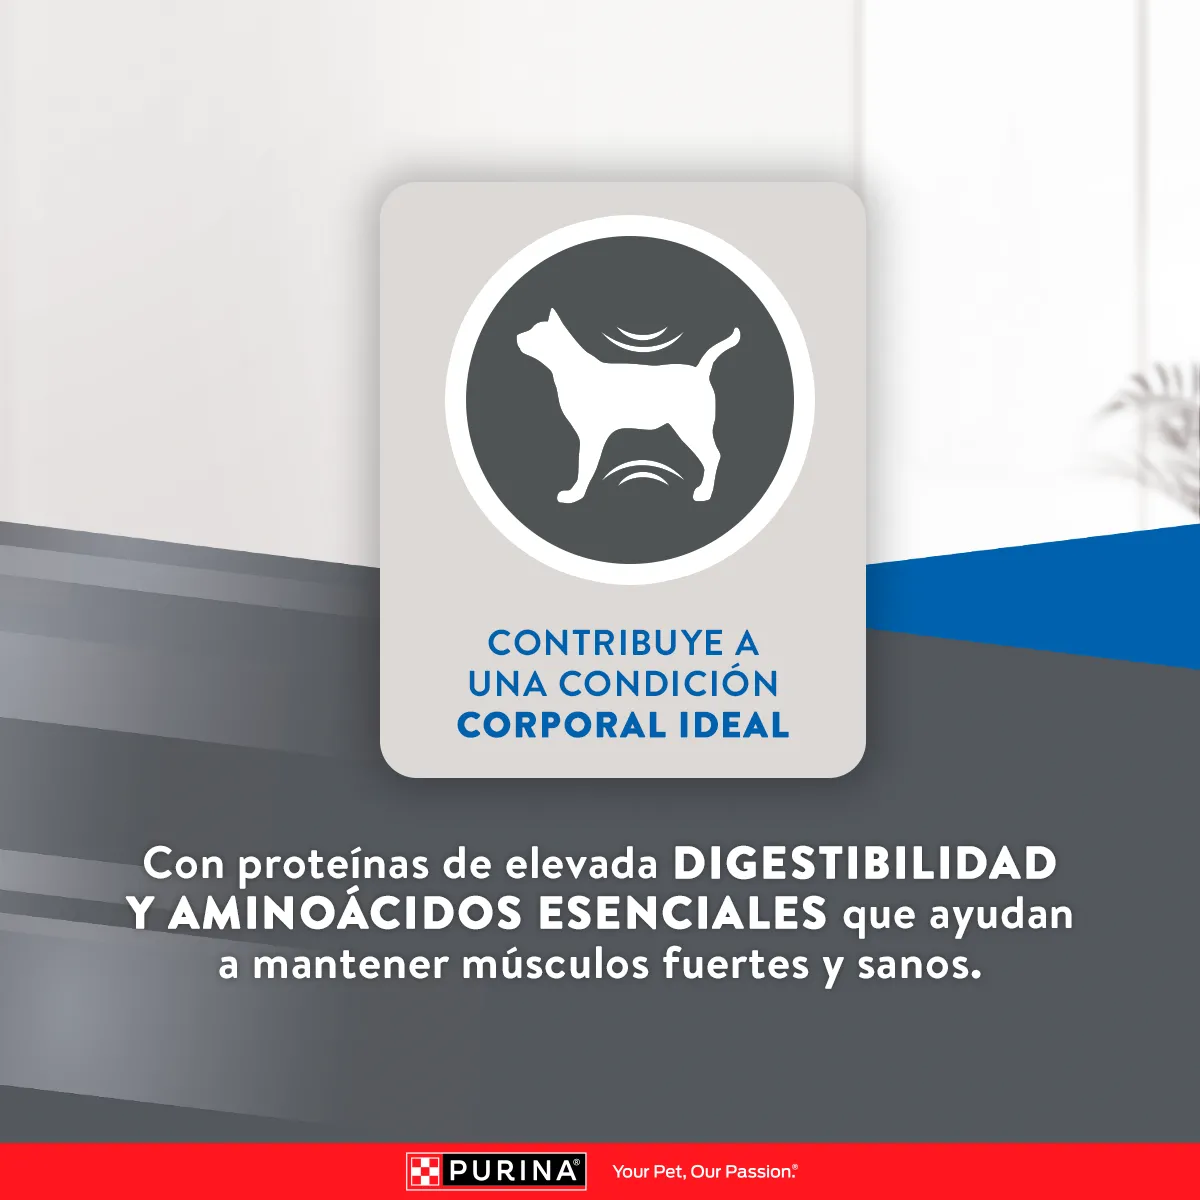 CONTRIBUYE A
UNA CONDICIÓN
CORPORAL IDEAL
Con proteínas de elevada DIGESTIBILIDAD
Y AMINOÁCIDOS ESENCIALES que ayudan
a mantener músculos fuertes y sanos.
PURINA® Your Pet, Our Passion.®